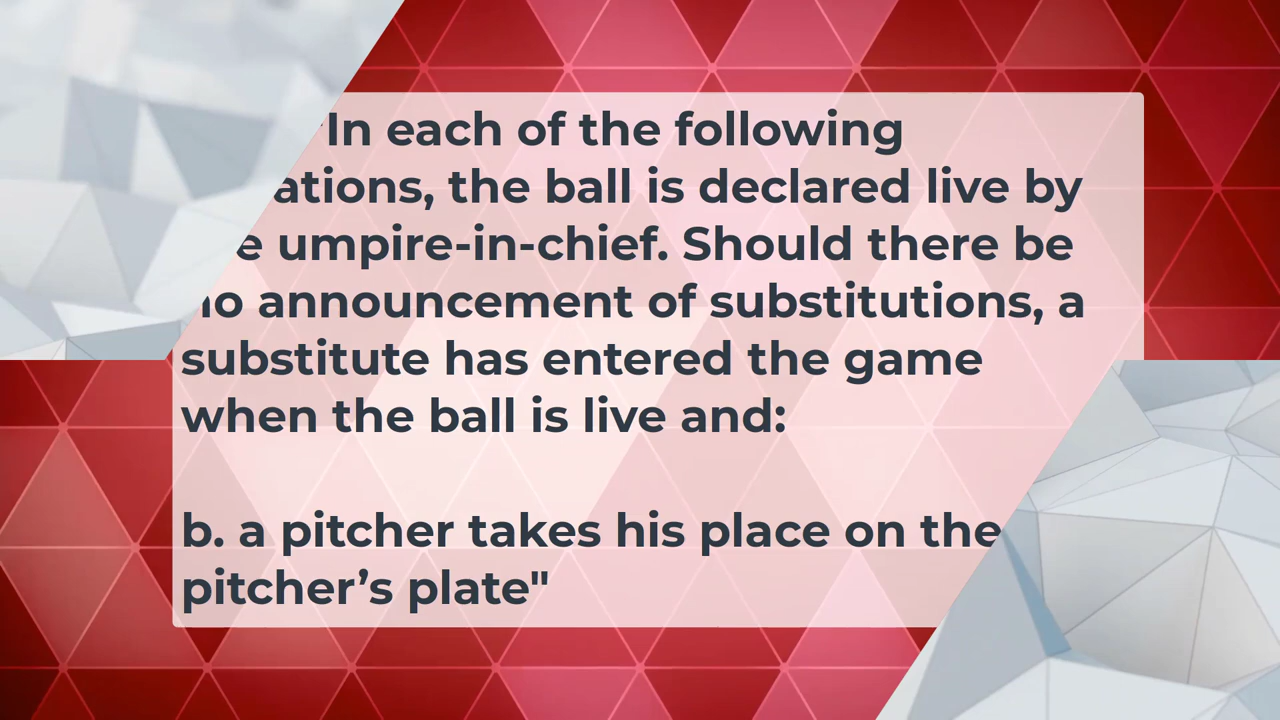 In each of the following
the ball is declared live by
umpire-in-chief. Should there be
announcement of substitutions, a
substitute has entered the game
when the ball is live and:
b. a pitcher takes his place on the
pitcher’s plate"